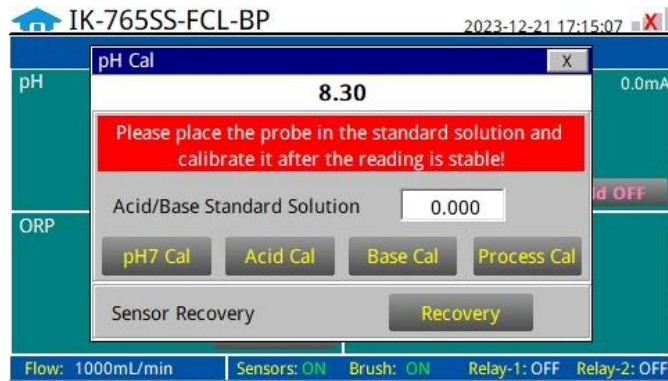 IK-765SS-FCL-BP
2023-12-21 17:15:07
pH Cal X
pH
0.0mA
8.30
Please place the probe in the standard solution and
calibrate it after the reading is stable!
Acid/Base Standard Solution 0.000
OFF
ORP
pH7 Cal Acid Cal Base Cal Process Cal
Sensor Recovery Recovery
Flow: 1000mL/min Sensors: ON Brush: ON Relay-1: OFF Relay-2: OFF